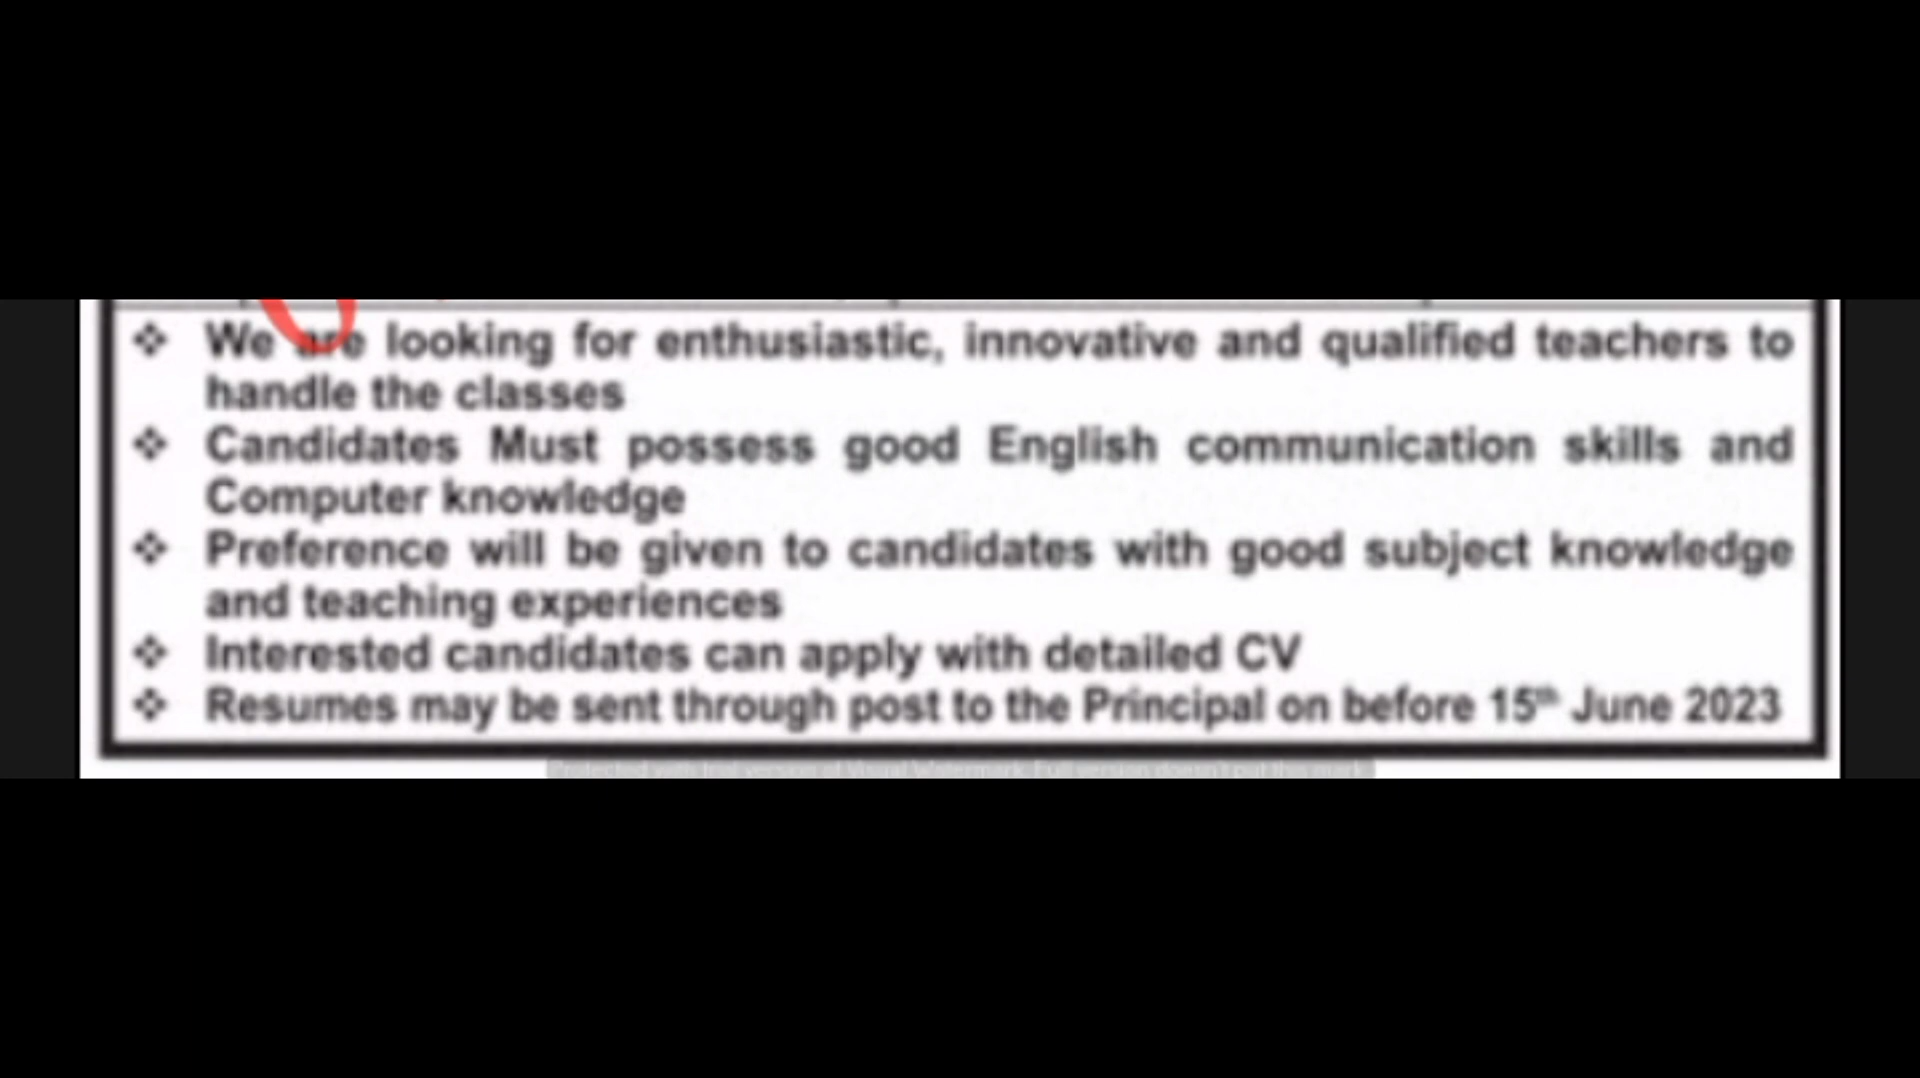 ❖ We are looking for enthusiastic, innovative and qualified teachers to
handle the classes
❖ Candidates Must possess good English communication skills and
Computer knowledge
❖ Preference will be given to candidates with good subject knowledge
and teaching experiences
❖ Interested candidates can apply with detailed CV
❖ Resumes may be sent through post to the Principal on before 15th June 2023